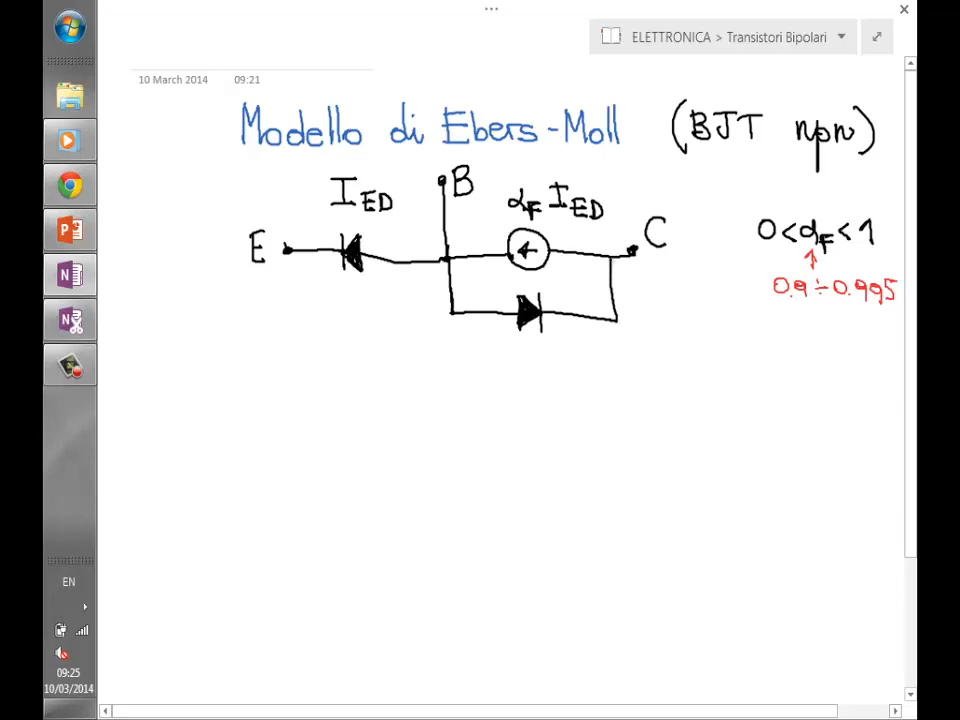 ELETTRONICA > Transistori Bipolari
10 March 2014 09:21
Modello di Ebers-Moll (BJT npn)
B
I_ED
α_F I_ED
E
C
0<α_F<1
0.9÷0.995
EN
09:25
10/03/2014